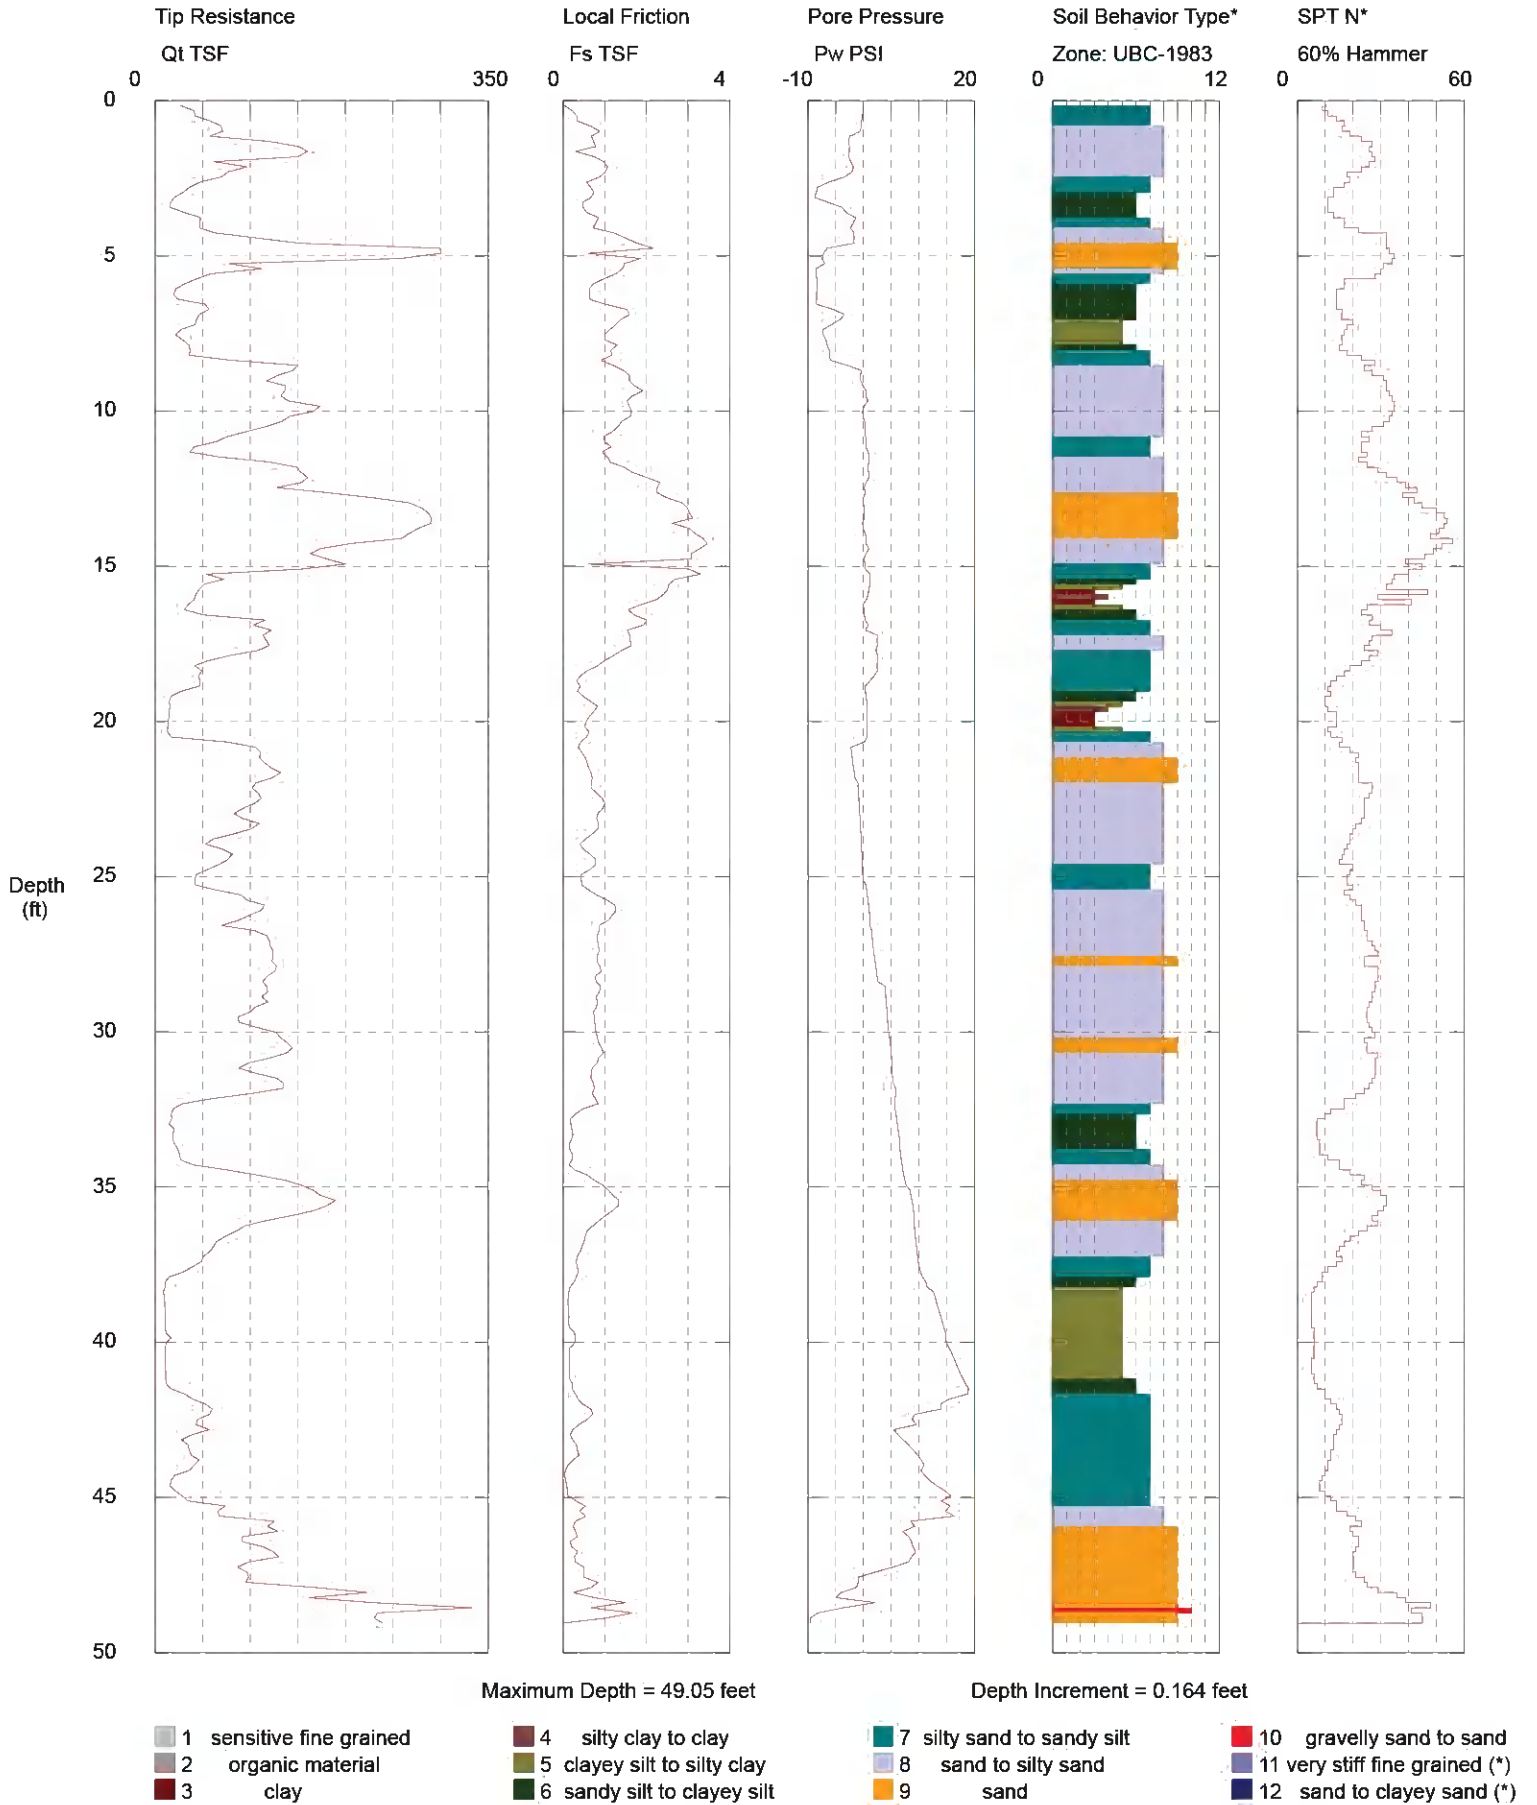 Tip Resistance
Qt TSF
0 350
Local Friction
Fs TSF
0 4
Pore Pressure
Pw PSI
-10 20
Soil Behavior Type*
Zone: UBC-1983
0 12
SPT N*
60% Hammer
0 60
0
5
10
15
20
25
30
35
40
45
50
Depth
(ft)
Maximum Depth = 49.05 feet
Depth Increment = 0.164 feet
1 sensitive fine grained
2 organic material
3 clay
4 silty clay to clay
5 clayey silt to silty clay
6 sandy silt to clayey silt
7 silty sand to sandy silt
8 sand to silty sand
9 sand
10 gravelly sand to sand
11 very stiff fine grained (*)
12 sand to clayey sand (*)